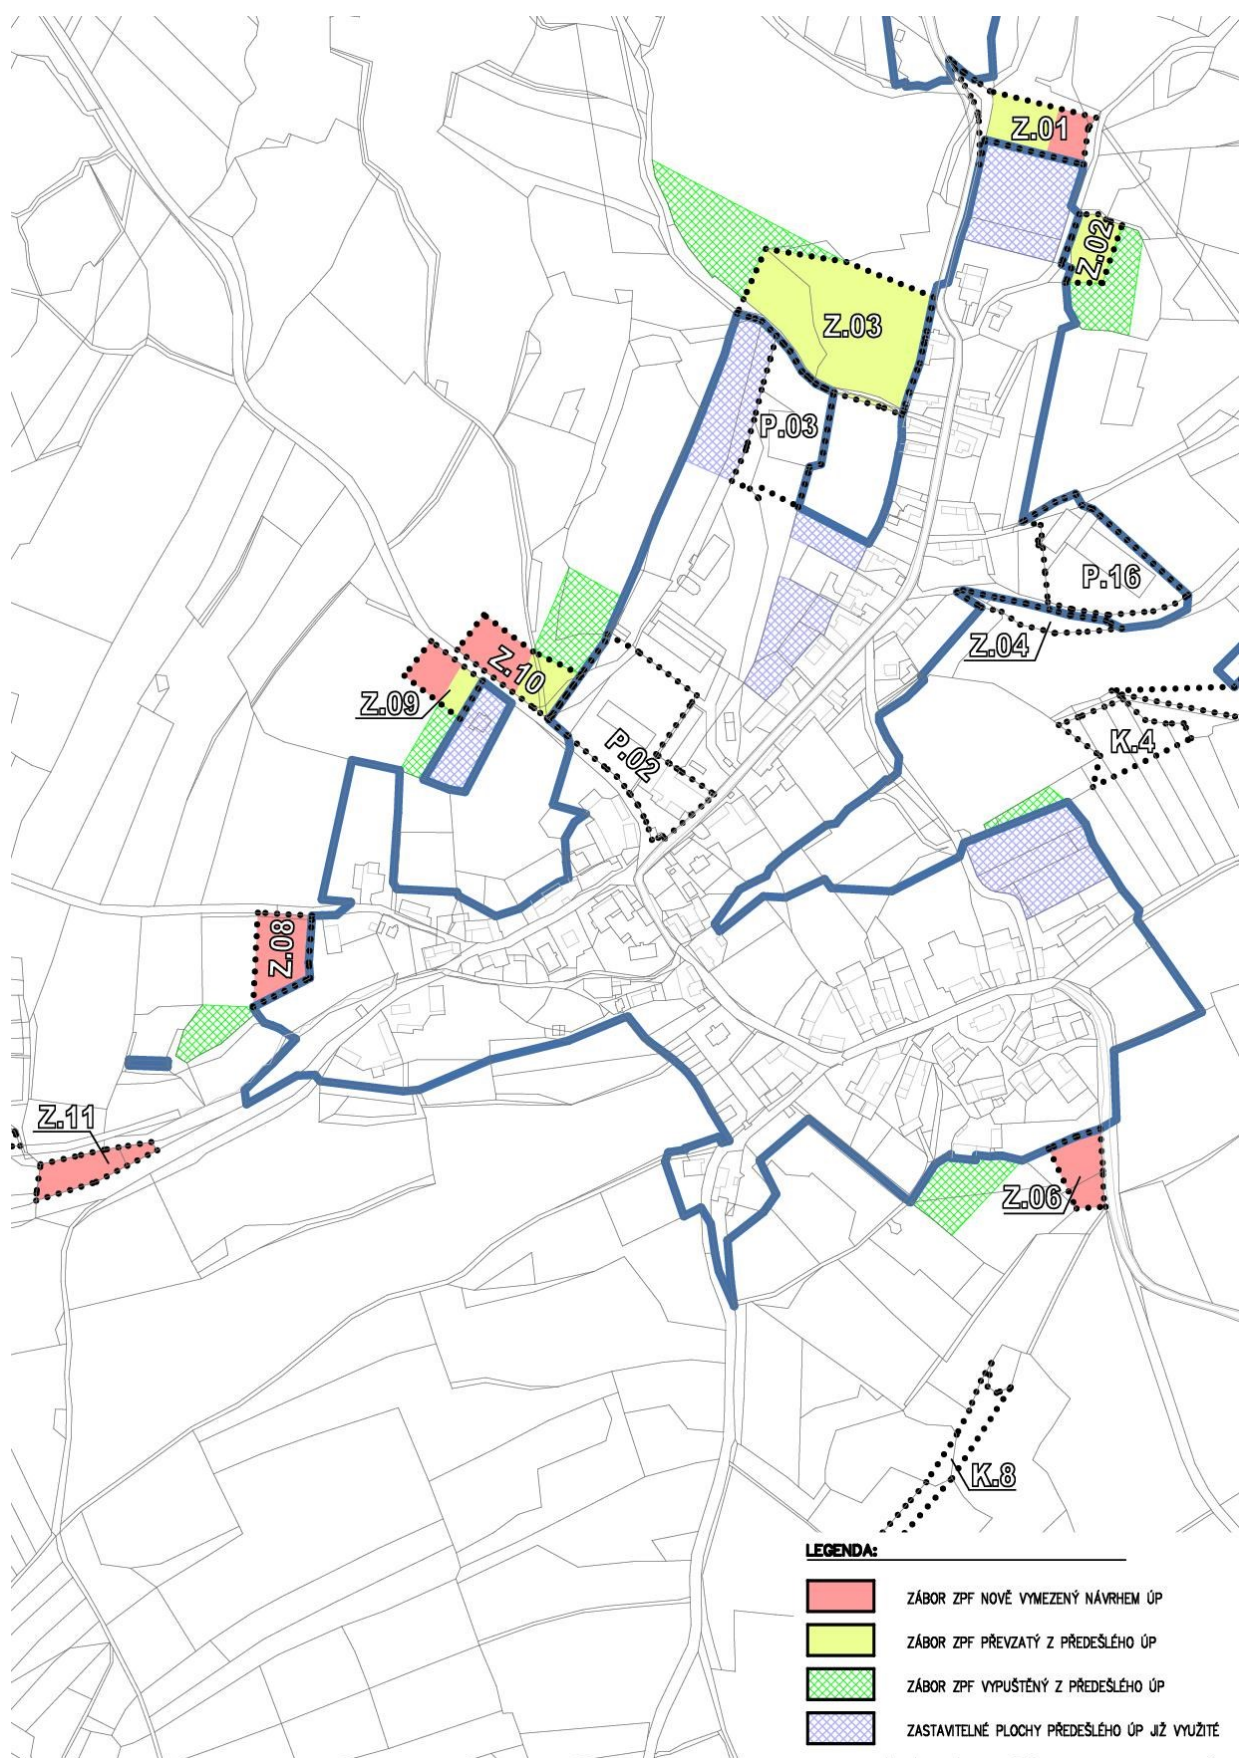 Z.01
Z.02
Z.03
P.03
P.16
Z.04
Z.10
Z.09
P.02
K.4
Z.08
Z.11
Z.06
K.8
LEGENDA:
ZÁBOR ZPF NOVĚ VYMEZENÝ NÁVRHEM ÚP
ZÁBOR ZPF PŘEVZATÝ Z PŘEDEŠLÉHO ÚP
ZÁBOR ZPF VYPUŠTĚNÝ Z PŘEDEŠLÉHO ÚP
ZASTAVITELNÉ PLOCHY PŘEDEŠLÉHO ÚP JIŽ VYUŽITÉ